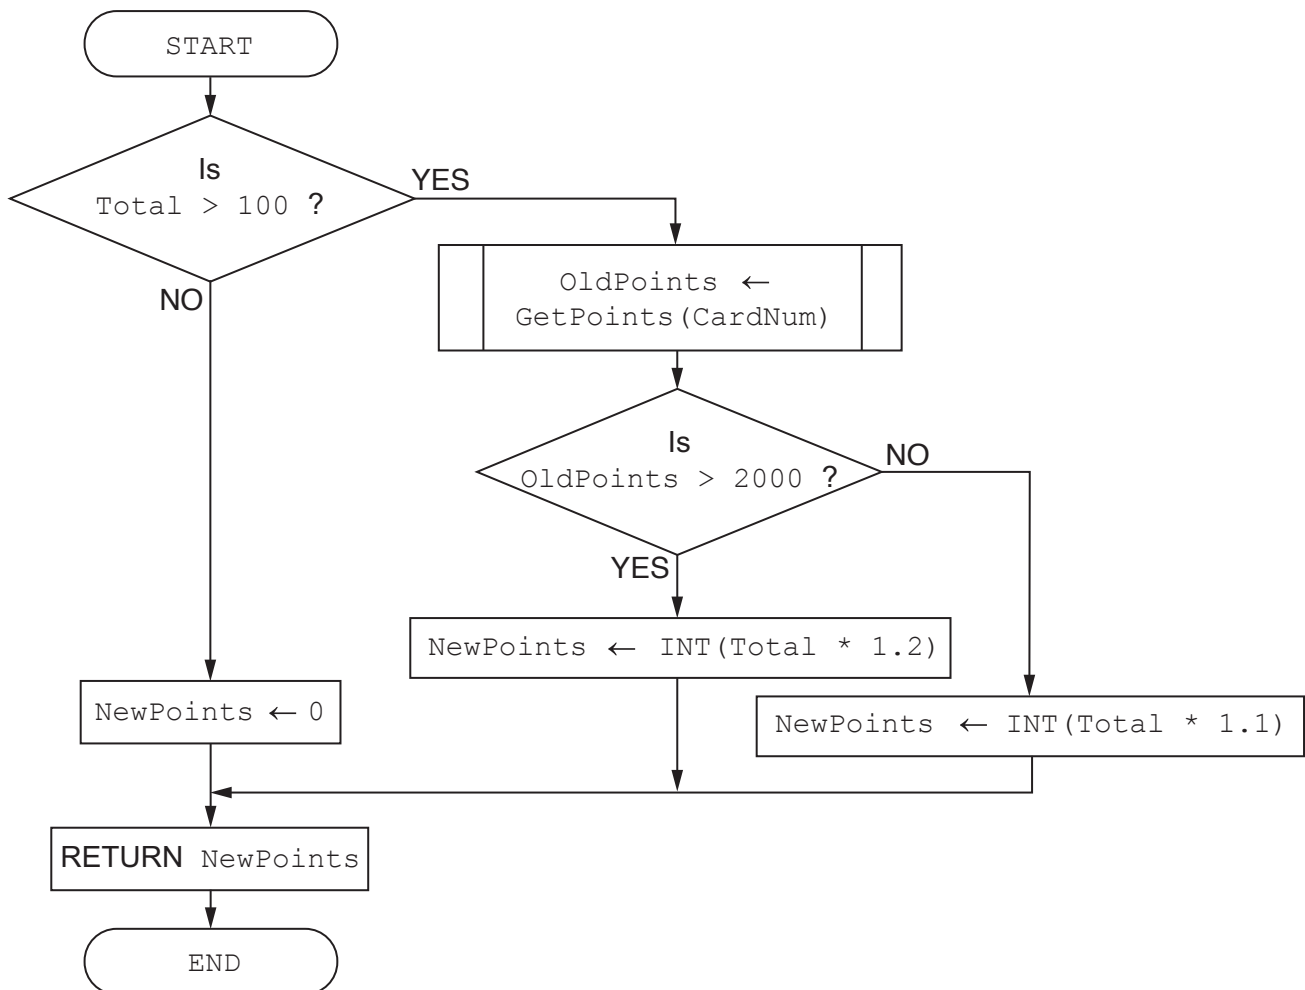 START
Is
Total > 100 ?
YES
NO
OldPoints ←
GetPoints(CardNum)
Is
OldPoints > 2000 ?
NO
YES
NewPoints ← INT(Total * 1.2)
NewPoints ← 0
NewPoints ← INT(Total * 1.1)
RETURN NewPoints
END